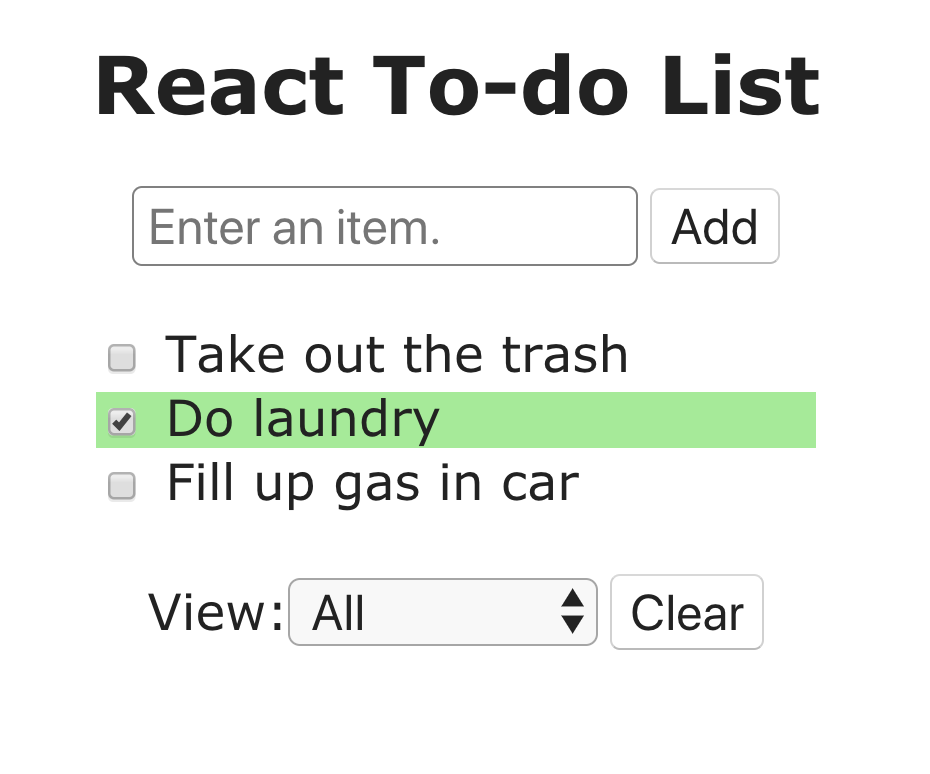 React To-do List
Enter an item. Add
Take out the trash
Do laundry
Fill up gas in car
View: All Clear